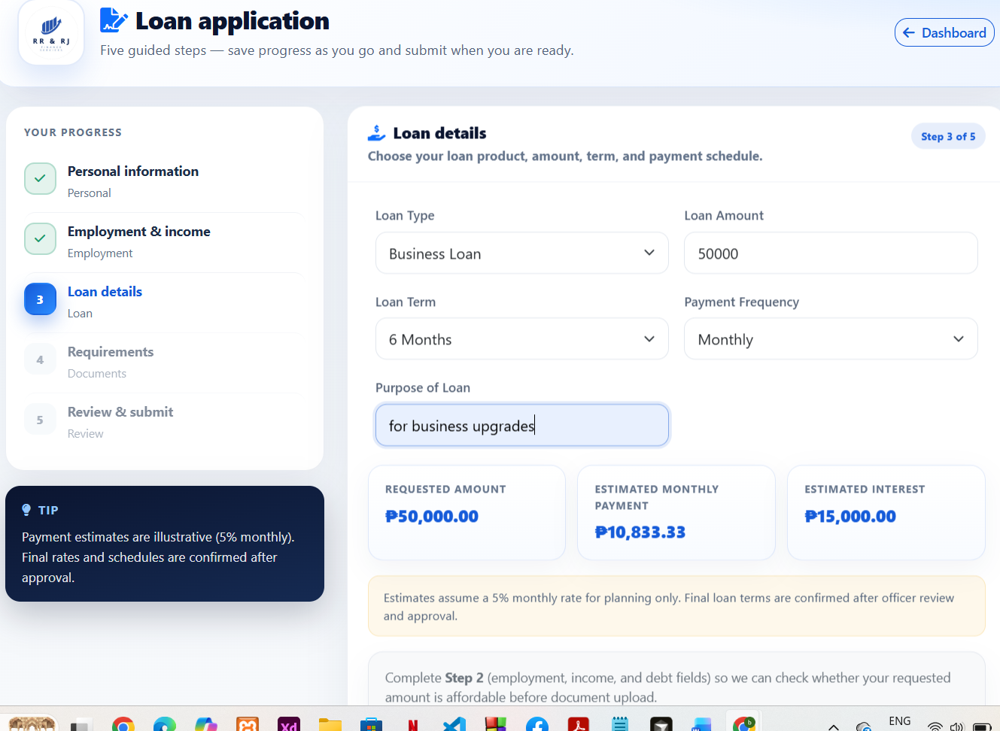 RR & RJ
Loan application
Five guided steps — save progress as you go and submit when you are ready.
Dashboard
YOUR PROGRESS
Personal information
Personal
Employment & income
Employment
3
Loan details
Loan
4
Requirements
Documents
5
Review & submit
Review
TIP
Payment estimates are illustrative (5% monthly).
Final rates and schedules are confirmed after
approval.
Loan details
Step 3 of 5
Choose your loan product, amount, term, and payment schedule.
Loan Type
Loan Amount
Business Loan
50000
Loan Term
Payment Frequency
6 Months
Monthly
Purpose of Loan
for business upgrades
REQUESTED AMOUNT
₱50,000.00
ESTIMATED MONTHLY
PAYMENT
₱10,833.33
ESTIMATED INTEREST
₱15,000.00
Estimates assume a 5% monthly rate for planning only. Final loan terms are confirmed after officer review
and approval.
Complete Step 2 (employment, income, and debt fields) so we can check whether your requested
amount is affordable before document upload.
Xd
N
b
ENG